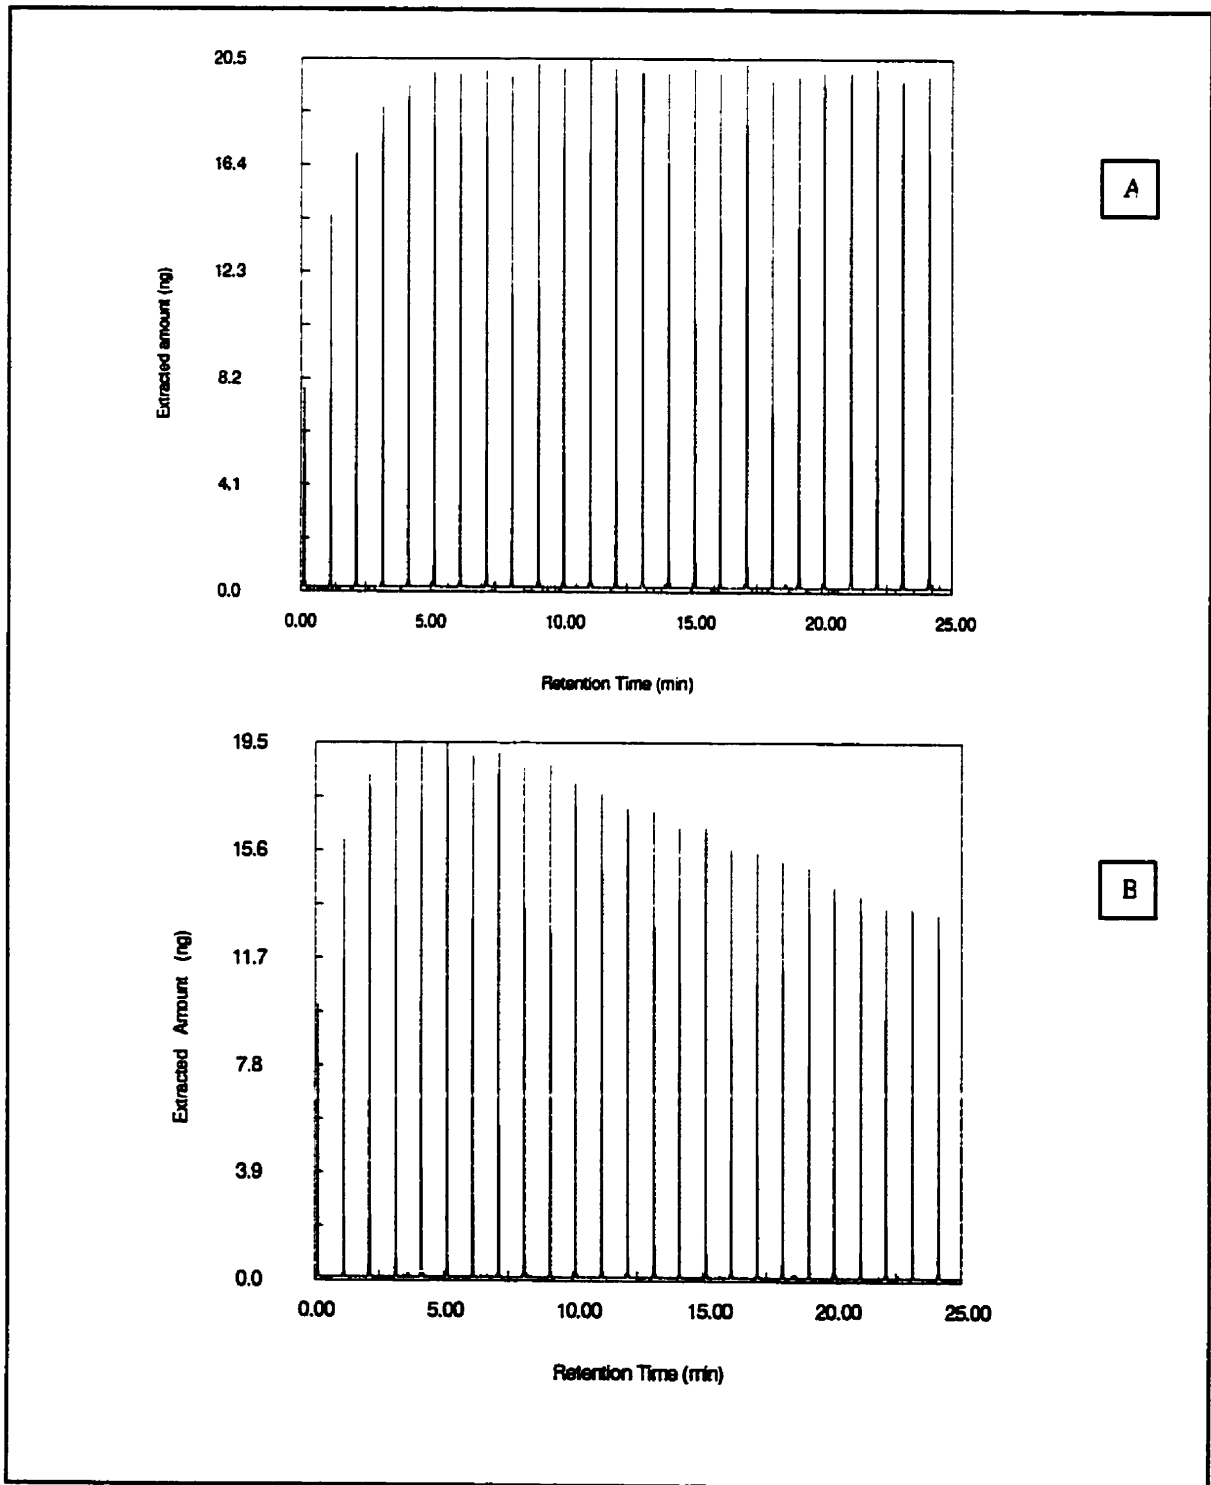 20.5
16.4
12.3
8.2
4.1
0.0
Extracted amount (ng)
0.00 5.00 10.00 15.00 20.00 25.00
Retention Time (min)
A
19.5
15.6
11.7
7.8
3.9
0.0
Extracted Amount (ng)
0.00 5.00 10.00 15.00 20.00 25.00
Retention Time (min)
B